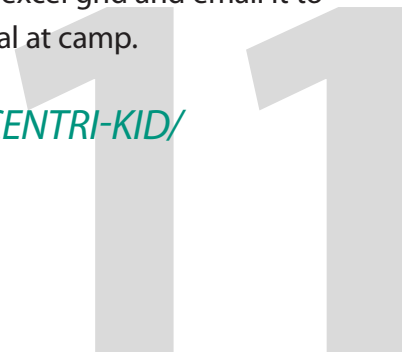 excel grid and email it to
al at camp.
ENTRI-KID/
11